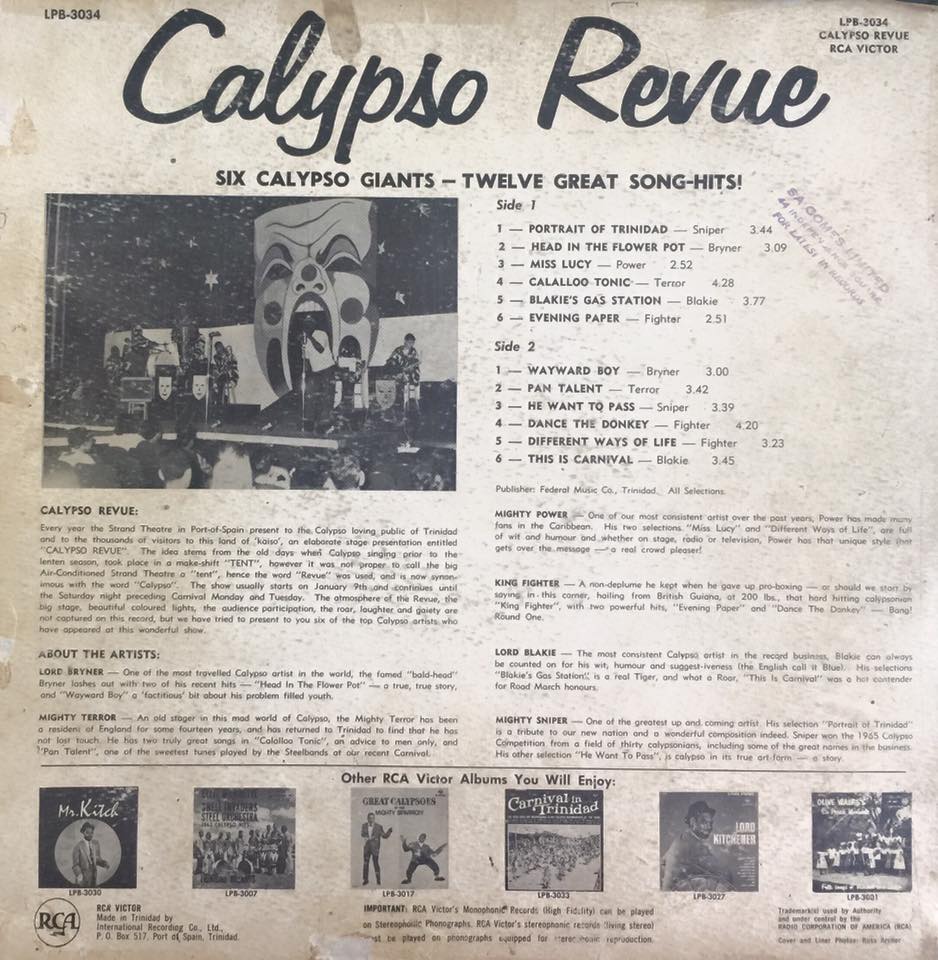 LPB-3034
LPB-3034
CALYPSO REVUE
RCA VICTOR
Calypso Revue
SIX CALYPSO GIANTS — TWELVE GREAT SONG-HITS!
Side 1
1 — PORTRAIT OF TRINIDAD — Sniper 3.44
2 — HEAD IN THE FLOWER POT — Bryner 3.09
3 — MISS LUCY — Power 2.52
4 — CALALLOO TONIC — Terror 4.28
5 — BLAKIE'S GAS STATION — Blakie 3.77
6 — EVENING PAPER — Fighter 2.51
Side 2
1 — WAYWARD BOY — Bryner 3.00
2 — PAN TALENT — Terror 3.42
3 — HE WANT TO PASS — Sniper 3.39
4 — DANCE THE DONKEY — Fighter 4.20
5 — DIFFERENT WAYS OF LIFE — Fighter 3.23
6 — THIS IS CARNIVAL — Blakie 3.45
Publisher: Federal Music Co., Trinidad. All Selections.
CALYPSO REVUE:
Every year the Strand Theatre in Port-of-Spain present to the Calypso loving public of Trinidad
and to the thousands of visitors to this land of 'kaiso', an elaborate stage presentation entitled
"CALYPSO REVUE". The idea stems from the old days when Calypso singing prior to the
lenten season, took place in a make-shift "TENT", however it was not proper to call the big
Air-Conditioned Strand Theatre a "tent", hence the word "Revue" was used, and is now synon-
imous with the word "Calypso". The show usually starts on January 9th and continues until
the Saturday night preceding Carnival Monday and Tuesday. The atmosphere of the Revue, the
big stage, beautiful coloured lights, the audience participation, the roar, laughter and gaiety are
not captured on this record, but we have tried to present to you six of the top Calypso artists who
have appeared at this wonderful show.
ABOUT THE ARTISTS:
LORD BRYNER — One of the most travelled Calypso artist in the world, the famed "bald-head"
Bryner lashes out with two of his recent hits — "Head In The Flower Pot" — a true, true story,
and "Wayward Boy" a 'factitious' bit about his problem filled youth.
MIGHTY TERROR — An old stager in this mad world of Calypso, the Mighty Terror has been
a resident of England for some fourteen years, and has returned to Trinidad to find that he has
not lost touch. He has two truly great songs in "Calalloo Tonic", an advice to men only, and
"Pan Talent", one of the sweetest tunes played by the Steelbands at our recent Carnival.
MIGHTY POWER — One of our most consistent artist over the past years, Power has made many
fans in the Caribbean. His two selections "Miss Lucy" and "Different Ways of Life", are full
of wit and humour and whether on stage, radio or television, Power has that unique style that
gets over the message — a real crowd pleaser!
KING FIGHTER — A non-deplume he kept when he gave up pro-boxing — or should we start by
saying in this corner, hailing from British Guiana, at 200 lbs., that hard hitting calypsonian
"King Fighter", with two powerful hits, "Evening Paper" and "Dance The Donkey" — Bang!
Round One.
LORD BLAKIE — The most consistent Calypso artist in the record business, Blakie can always
be counted on for his wit, humour and suggest-iveness (the English call it Blue). His selections
"Blakie's Gas Station" is a real Tiger, and what a Roar, "This Is Carnival" was a hot contender
for Road March honours.
MIGHTY SNIPER — One of the greatest up and coming artist. His selection "Portrait of Trinidad"
is a tribute to our new nation and a wonderful composition indeed. Sniper won the 1965 Calypso
Competition from a field of thirty calypsonians, including some of the great names in the business.
His other selection "He Want To Pass", is calypso in its true art-form — a story.
Other RCA Victor Albums You Will Enjoy:
Mr. Kitch
STEEL ORCHESTRA
GREAT CALYPSOES
MIGHTY SPARROW
Carnival in Trinidad
LORD KITCHENER
OLIVE WALKE'S
LPB-3030
LPB-3007
LPB-3017
LPB-3033
LPB-3027
LPB-3031
RCA
RCA VICTOR
Made in Trinidad by
International Recording Co., Ltd.,
P. O. Box 517, Port of Spain, Trinidad.
IMPORTANT: RCA Victor's Monophonic Records (High Fidelity) can be played
on Stereophonic Phonographs. RCA Victor's stereophonic records (living stereo)
must be played on phonographs equipped for stereophonic reproduction.
Trademark(s) used by Authority
and under control by the
RADIO CORPORATION OF AMERICA (RCA)
Cover and Liner Photos: Ross Archer